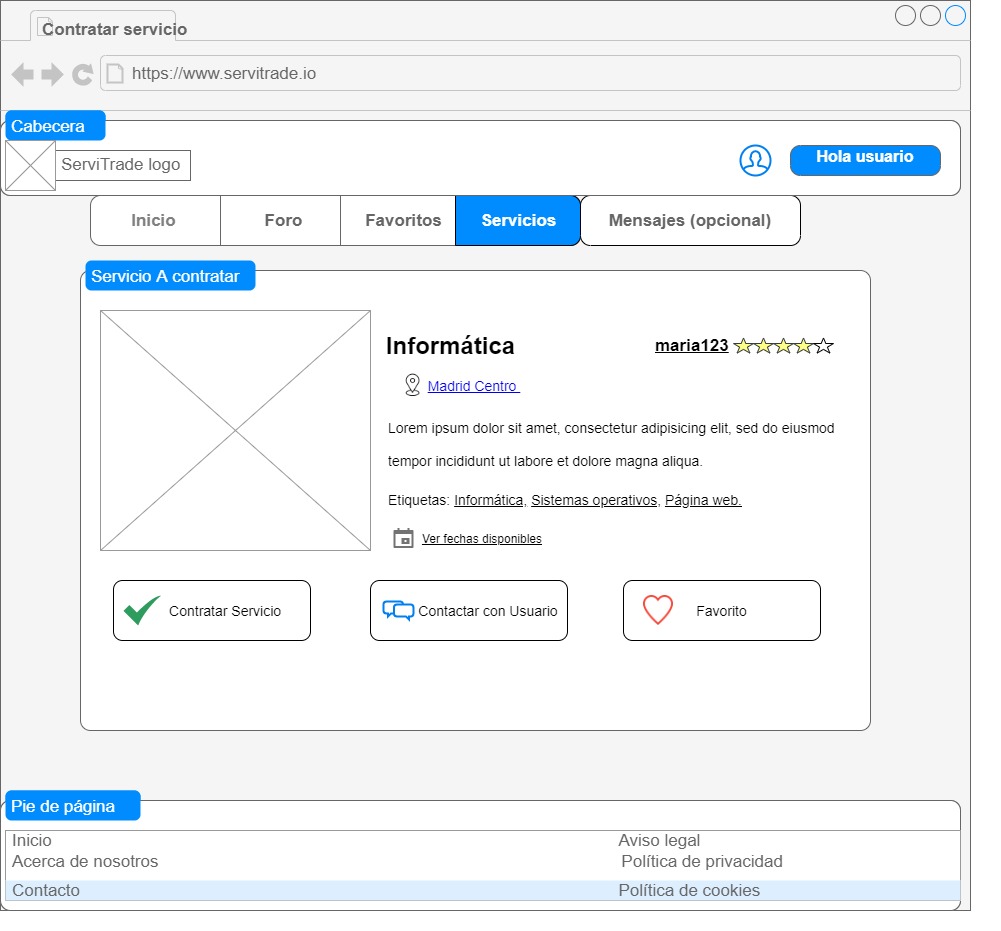 Contratar servicio
https://www.servitrade.io
Cabecera
ServiTrade logo
Hola usuario
Inicio
Foro
Favoritos
Servicios
Mensajes (opcional)
Servicio A contratar
Informática
maria123
Madrid Centro
Lorem ipsum dolor sit amet, consectetur adipisicing elit, sed do eiusmod
tempor incididunt ut labore et dolore magna aliqua.
Etiquetas: Informática, Sistemas operativos, Página web.
Ver fechas disponibles
Contratar Servicio
Contactar con Usuario
Favorito
Pie de página
Inicio
Aviso legal
Acerca de nosotros
Política de privacidad
Contacto
Política de cookies